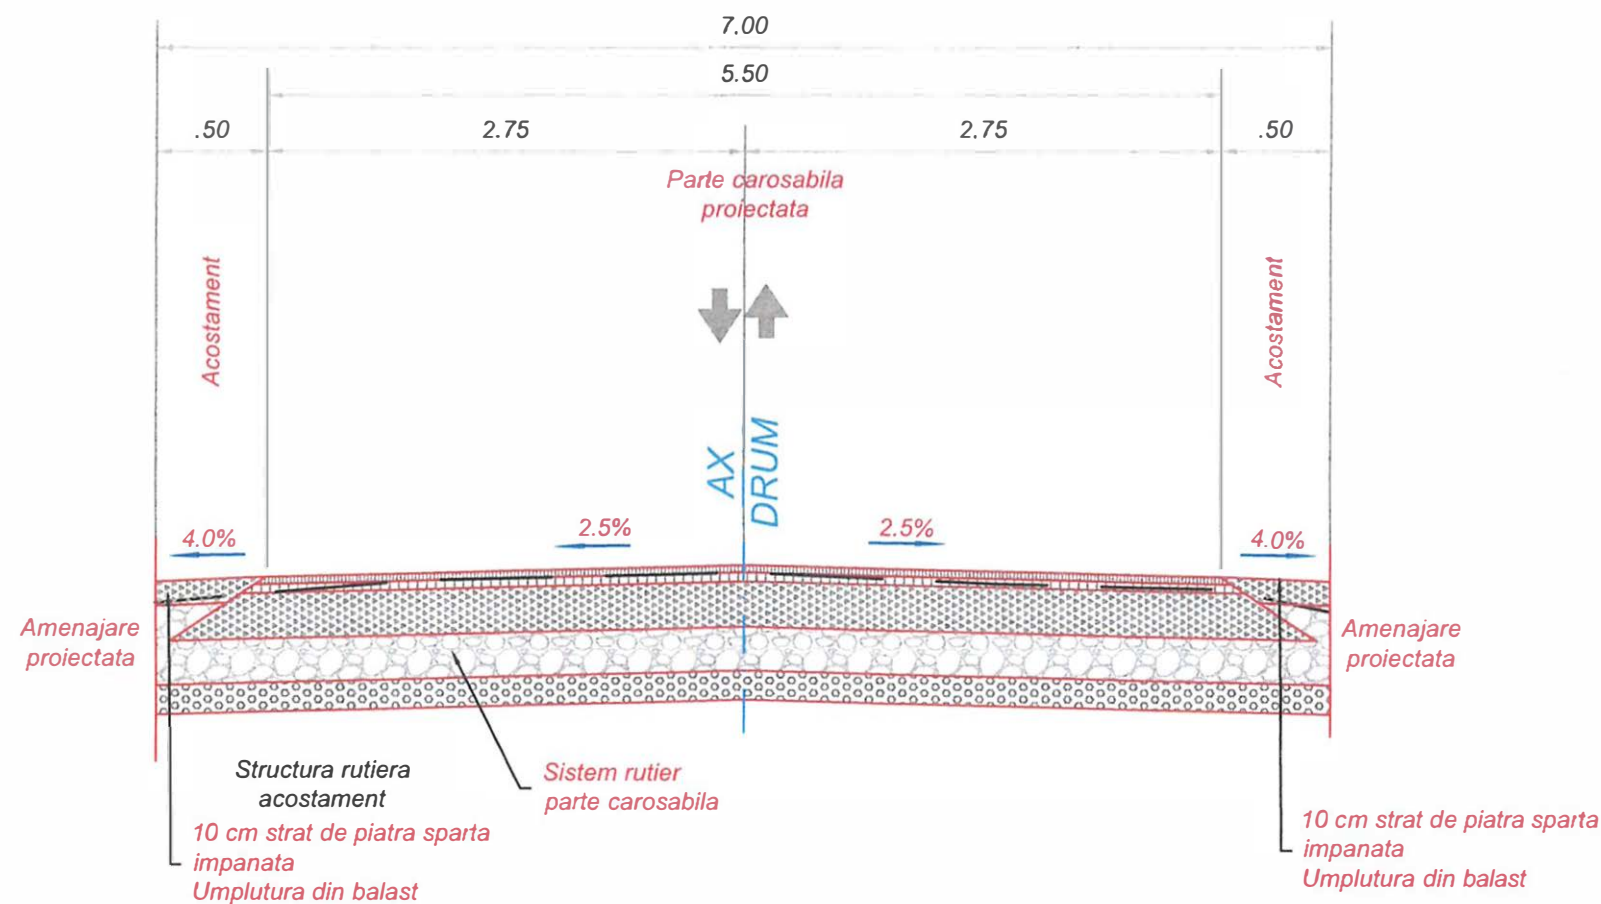 7.00
5.50
.50
2.75
2.75
.50
Parte carosabila
proiectata
Acostament
Acostament
AX
DRUM
4.0%
2.5%
2.5%
4.0%
Amenajare
proiectata
Amenajare
proiectata
Structura rutiera
acostament
10 cm strat de piatra sparta
impanata
Umplutura din balast
Sistem rutier
parte carosabila
10 cm strat de piatra sparta
impanata
Umplutura din balast